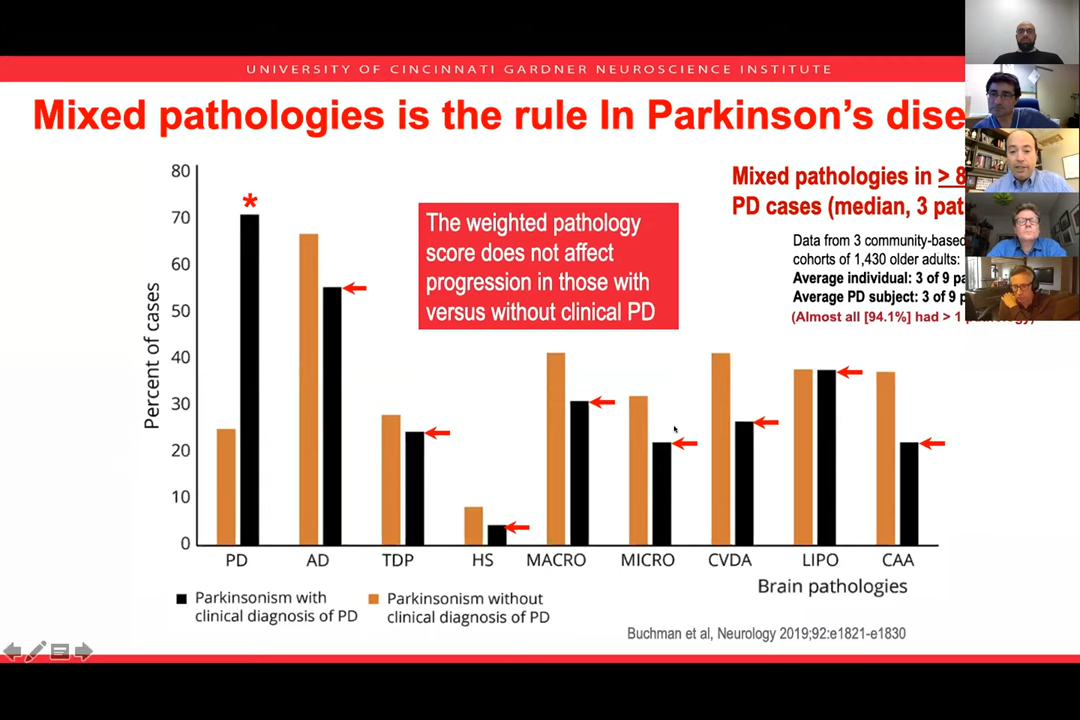 UNIVERSITY OF CINCINNATI GARDNER NEUROSCIENCE INSTITUTE
Mixed pathologies is the rule In Parkinson's dise
Mixed pathologies in > 8
PD cases (median, 3 pat
Data from 3 community-based
cohorts of 1,430 older adults:
Average individual: 3 of 9 pa
Average PD subject: 3 of 9 p
(Almost all [94.1%] had > 1
The weighted pathology
score does not affect
progression in those with
versus without clinical PD
Percent of cases
80
70
*
60
50
40
30
20
10
0
PD AD TDP HS MACRO MICRO CVDA LIPO CAA
Brain pathologies
Parkinsonism with
clinical diagnosis of PD
Parkinsonism without
clinical diagnosis of PD
Buchman et al, Neurology 2019;92:e1821-e1830